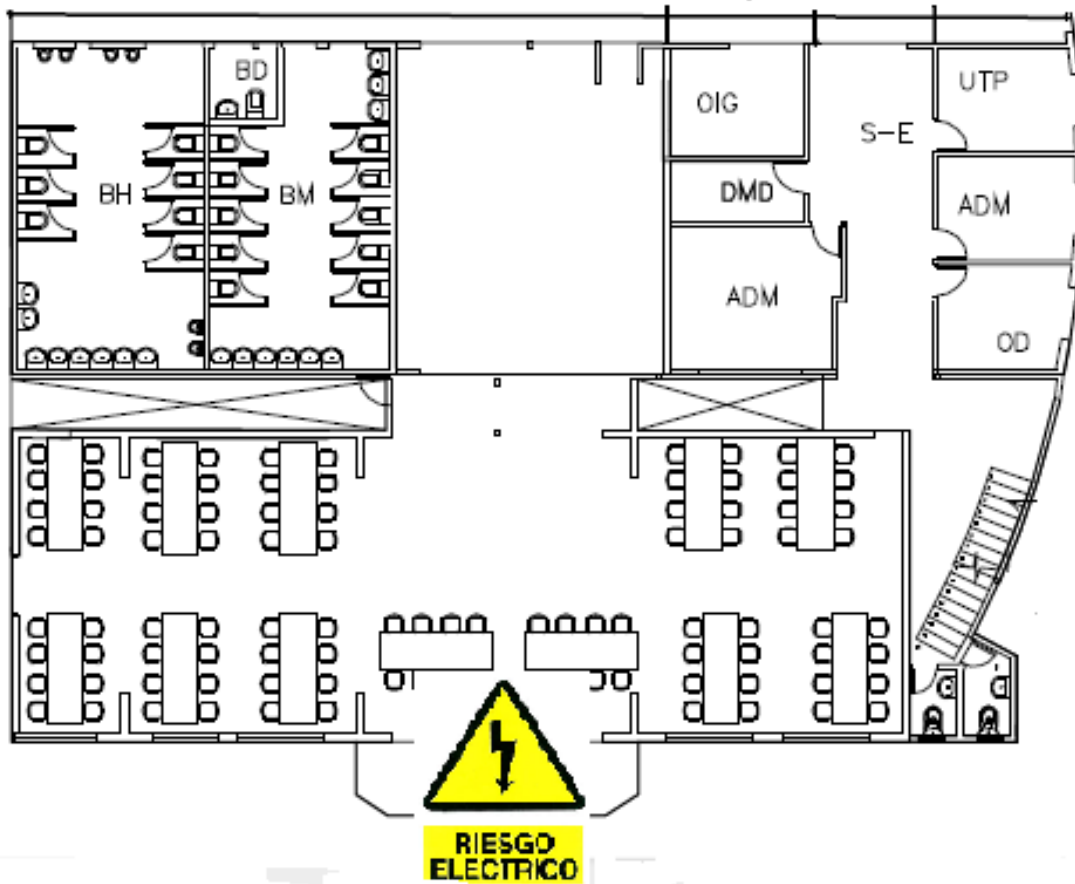 BD
OIG
UTP
S-E
BH
BM
DMD
ADM
ADM
OD
RIESGO
ELECTRICO